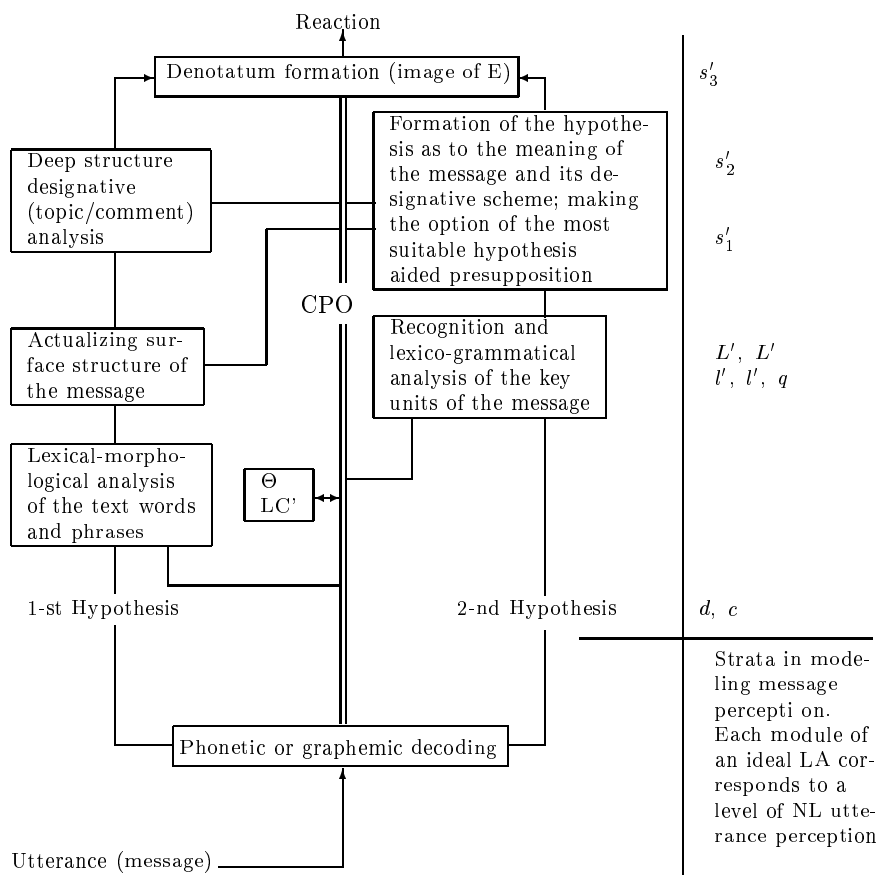 Reaction
Denotatum formation (image of E)
s′₃
Formation of the hypothe-
sis as to the meaning of
the message and its de-
signative scheme; making
the option of the most
suitable hypothesis
aided presupposition
Deep structure
designative
(topic/comment)
analysis
s′₂
s′₁
CPO
Actualizing sur-
face structure of
the message
Recognition and
lexico-grammatical
analysis of the key
units of the message
L′, L′
l′, l′, q
Lexical-morpho-
logical analysis
of the text words
and phrases
Θ
LC'
1-st Hypothesis
2-nd Hypothesis
d, c
Strata in mode-
ling message
percepti on.
Each module of
an ideal LA cor-
responds to a
level of NL utte-
rance perception
Phonetic or graphemic decoding
Utterance (message)